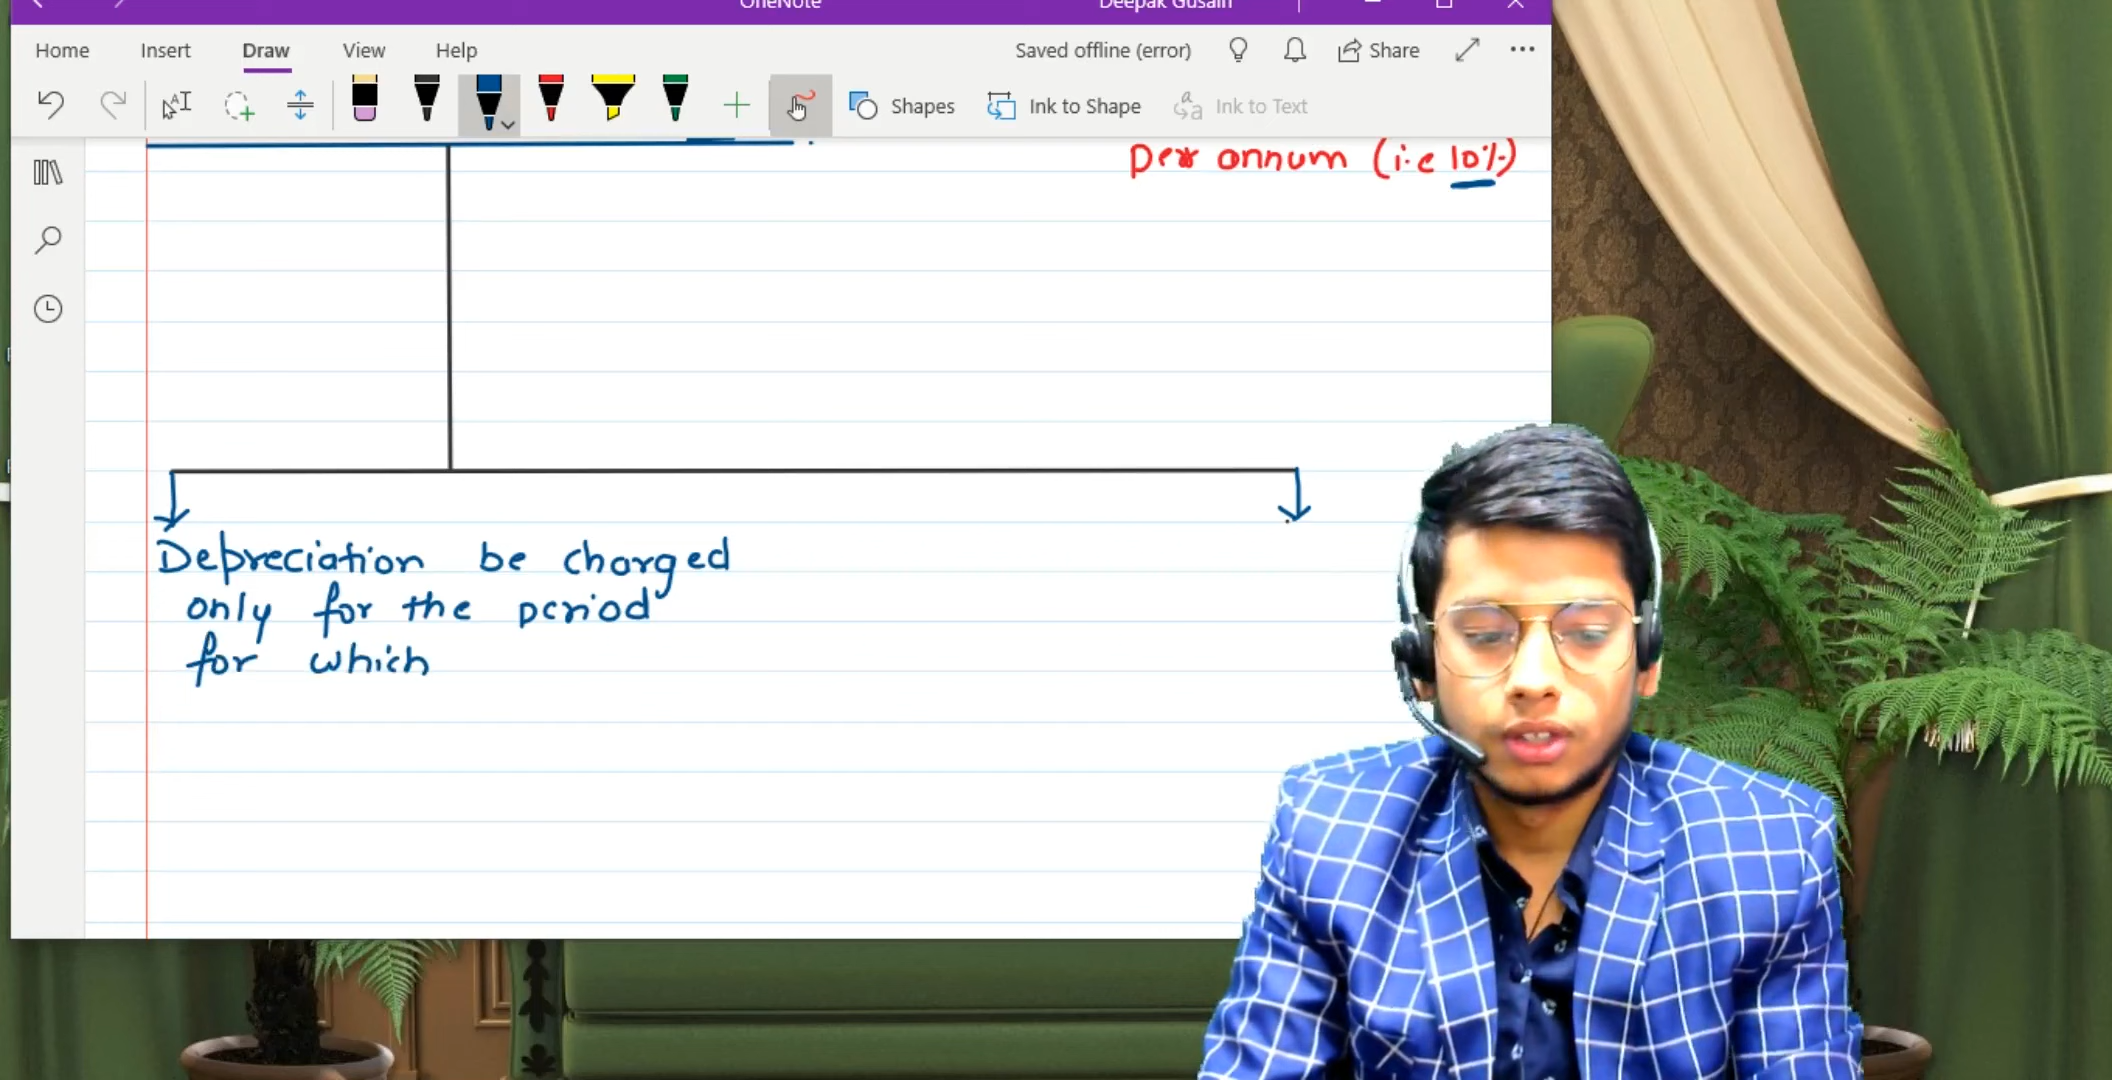 OneNote
Deepak Gusain
Home Insert Draw View Help
Saved offline (error)
Share
Shapes
Ink to Shape
Ink to Text
Per annum (i.e 10%)
Depreciation be charged
only for the period
for which